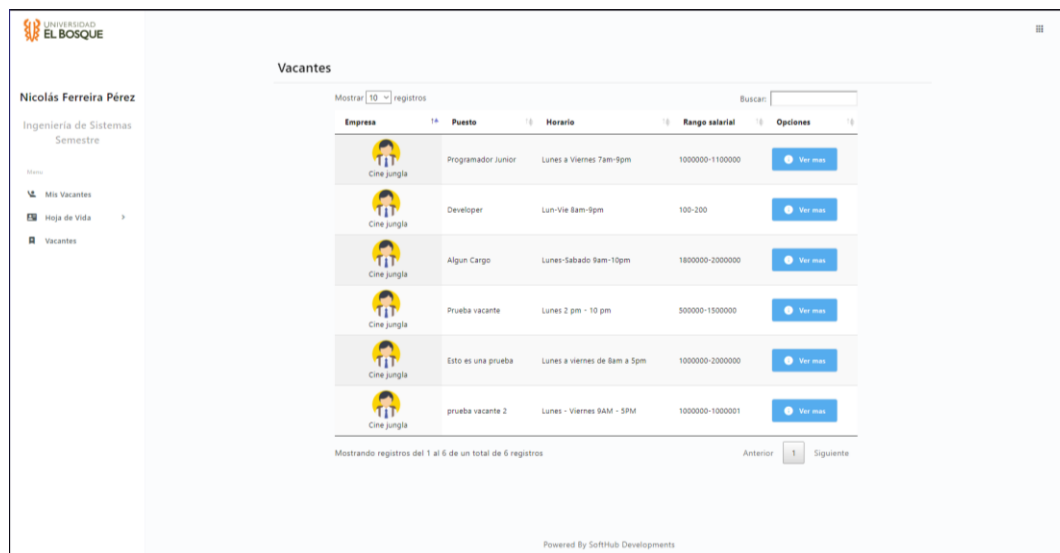 UNIVERSIDAD
EL BOSQUE
Nicolás Ferreira Pérez
Ingeniería de Sistemas
Semestre
Menu
Mis Vacantes
Hoja de Vida
Vacantes
Vacantes
Mostrar 10 registros
Buscar:
Empresa Puesto Horario Rango salarial Opciones
Cine jungla Programador Junior Lunes a Viernes 7am-9pm 1000000-1100000 Ver mas
Cine jungla Developer Lun-Vie 8am-9pm 100-200 Ver mas
Cine jungla Algun Cargo Lunes-Sabado 9am-10pm 1800000-2000000 Ver mas
Cine jungla Prueba vacante Lunes 2 pm - 10 pm 500000-1500000 Ver mas
Cine jungla Esto es una prueba Lunes a viernes de 8am a 5pm 1000000-2000000 Ver mas
Cine jungla prueba vacante 2 Lunes - Viernes 9AM - 5PM 1000000-1000001 Ver mas
Mostrando registros del 1 al 6 de un total de 6 registros
Anterior 1 Siguiente
Powered By SoftHub Developments